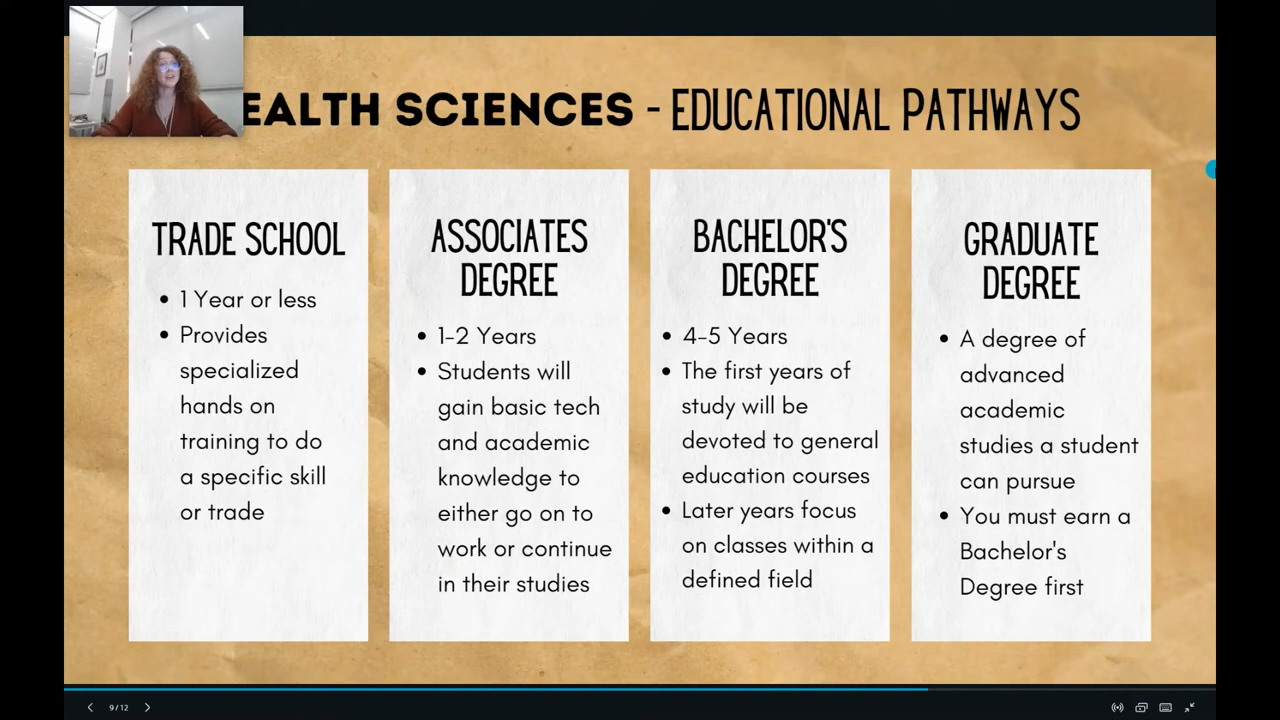 EALTH SCIENCES - EDUCATIONAL PATHWAYS
TRADE SCHOOL
• 1 Year or less
• Provides
specialized
hands on
training to do
a specific skill
or trade
ASSOCIATES
DEGREE
• 1-2 Years
• Students will
gain basic tech
and academic
knowledge to
either go on to
work or continue
in their studies
BACHELOR'S
DEGREE
• 4-5 Years
• The first years of
study will be
devoted to general
education courses
• Later years focus
on classes within a
defined field
GRADUATE
DEGREE
• A degree of
advanced
academic
studies a student
can pursue
• You must earn a
Bachelor's
Degree first
9/12